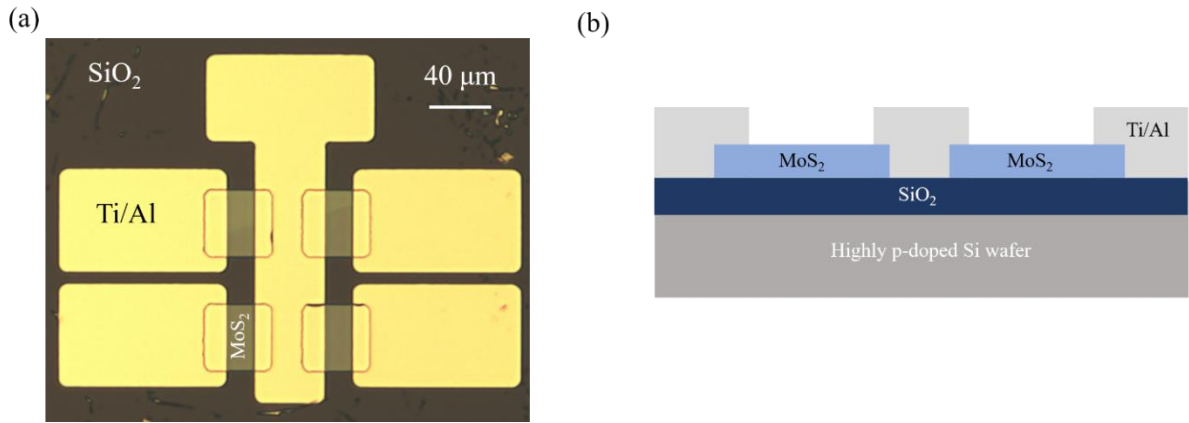 (a)
SiO₂
40 μm
Ti/Al
MoS₂
(b)
Ti/Al
MoS₂ MoS₂
SiO₂
Highly p-doped Si wafer